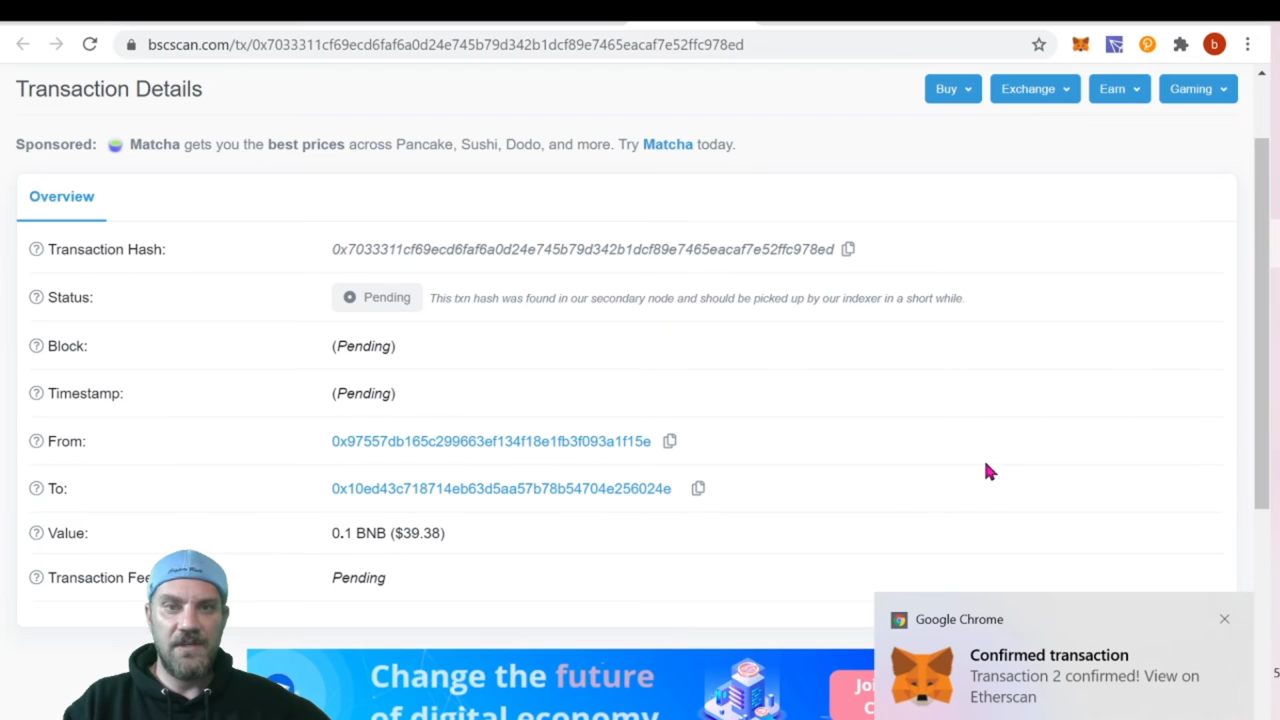 bscscan.com/tx/0x7033311cf69ecd6faf6a0d24e745b79d342b1dcf89e7465eacaf7e52ffc978ed
b
Transaction Details
Buy
Exchange
Earn
Gaming
Sponsored: Matcha gets you the best prices across Pancake, Sushi, Dodo, and more. Try Matcha today.
Overview
Transaction Hash: 0x7033311cf69ecd6faf6a0d24e745b79d342b1dcf89e7465eacaf7e52ffc978ed
Status: Pending This txn hash was found in our secondary node and should be picked up by our indexer in a short while.
Block: (Pending)
Timestamp: (Pending)
From: 0x97557db165c299663ef134f18e1fb3f093a1f15e
To: 0x10ed43c718714eb63d5aa57b78b54704e256024e
Value: 0.1 BNB ($39.38)
Transaction Fee Pending
Google Chrome
Confirmed transaction
Transaction 2 confirmed! View on
Etherscan
Change the future
of digital economy